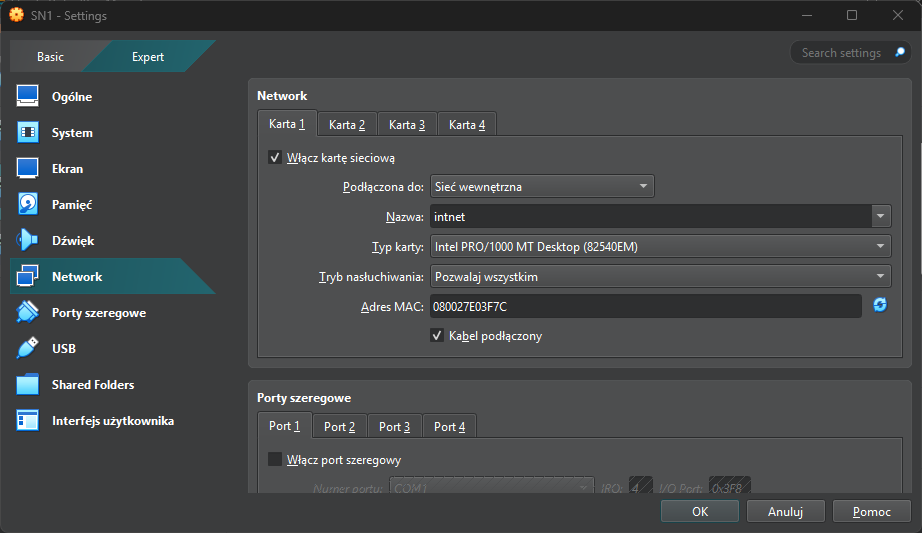 SN1 - Settings
Basic
Expert
Search settings
Ogólne
System
Ekran
Pamięć
Dźwięk
Network
Porty szeregowe
USB
Shared Folders
Interfejs użytkownika
Network
Karta 1
Karta 2
Karta 3
Karta 4
Włącz kartę sieciową
Podłączona do: Sieć wewnętrzna
Nazwa: intnet
Typ karty: Intel PRO/1000 MT Desktop (82540EM)
Tryb nasłuchiwania: Pozwalaj wszystkim
Adres MAC: 080027E03F7C
Kabel podłączony
Porty szeregowe
Port 1
Port 2
Port 3
Port 4
Włącz port szeregowy
Numer portu: COM1 IRQ: 4 I/O Port: 0x3F8
OK
Anuluj
Pomoc